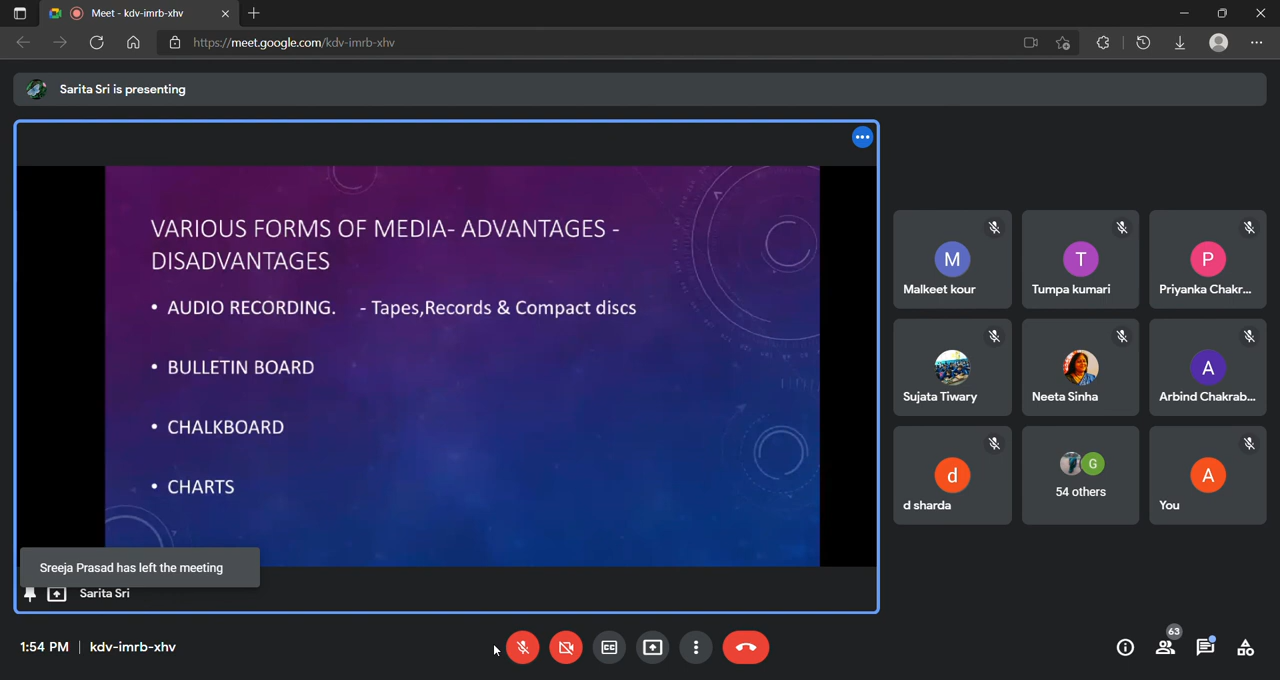 Meet - kdv-imrb-xhv
https://meet.google.com/kdv-imrb-xhv
Sarita Sri is presenting
VARIOUS FORMS OF MEDIA- ADVANTAGES -
DISADVANTAGES
• AUDIO RECORDING. - Tapes,Records & Compact discs
• BULLETIN BOARD
• CHALKBOARD
• CHARTS
Sreeja Prasad has left the meeting
Sarita Sri
M
Malkeet kour
T
Tumpa kumari
P
Priyanka Chakr...
Sujata Tiwary
Neeta Sinha
A
Arbind Chakrab...
d
d sharda
G
54 others
A
You
1:54 PM | kdv-imrb-xhv
CC
63